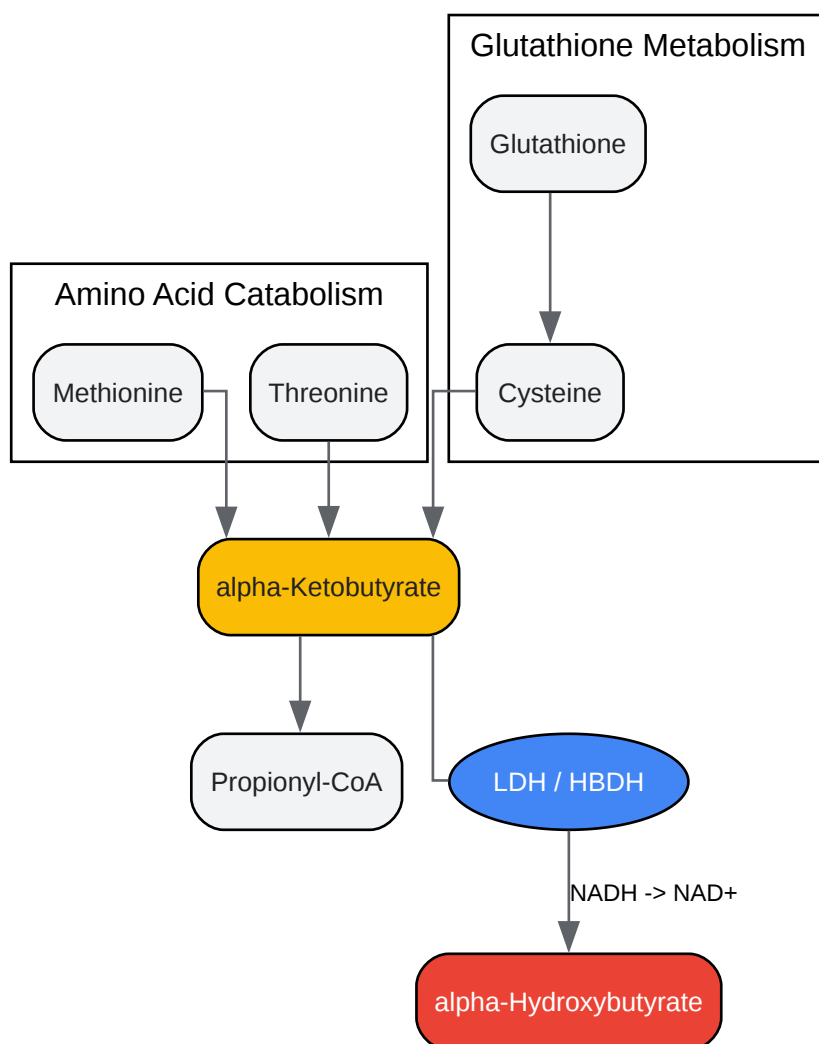 Glutathione Metabolism
Glutathione
Amino Acid Catabolism
Methionine
Threonine
Cysteine
alpha-Ketobutyrate
Propionyl-CoA
LDH / HBDH
NADH -> NAD+
alpha-Hydroxybutyrate